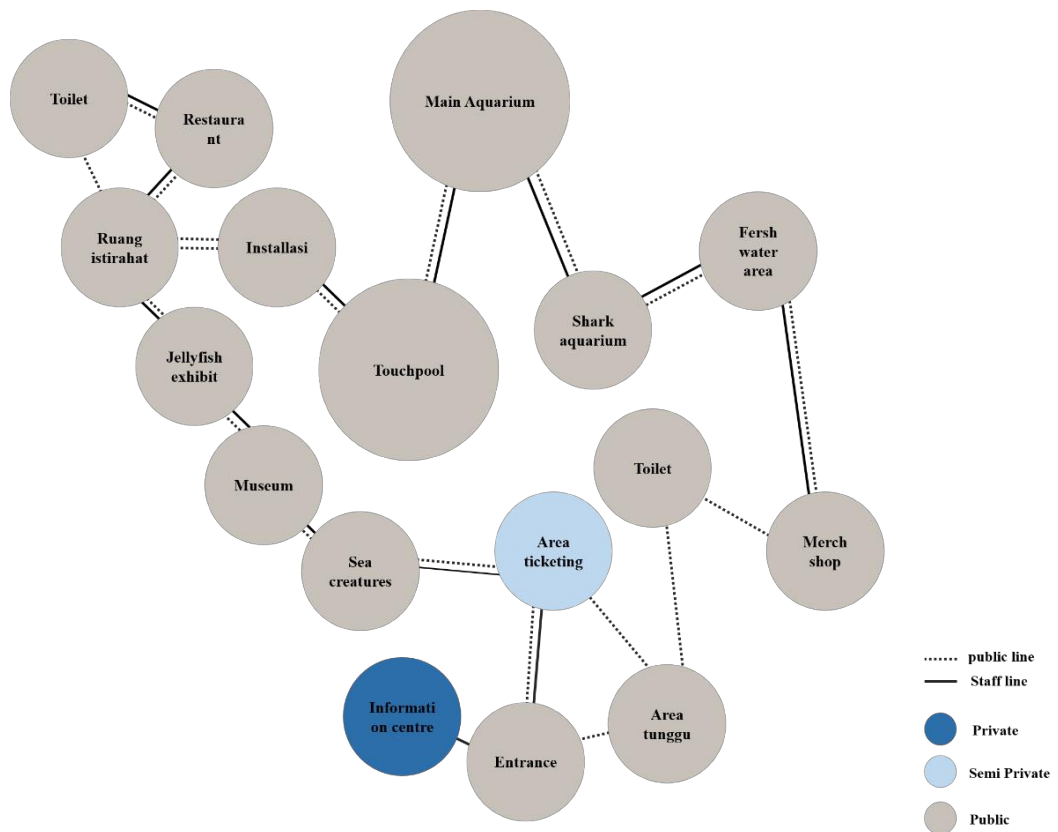 Toilet
Restaura
nt
Main Aquarium
Ruang
istirahat
Installasi
Fersh
water
area
Shark
aquarium
Jellyfish
exhibit
Touchpool
Museum
Toilet
Area
ticketing
Merch
shop
Sea
creatures
Informati
on centre
Entrance
Area
tunggu
public line
Staff line
Private
Semi Private
Public